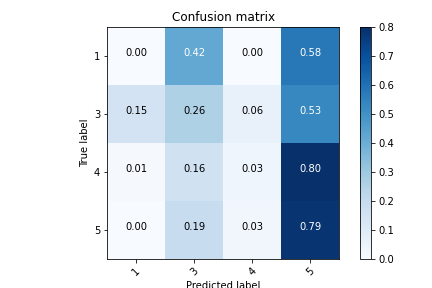 Confusion matrix
0.8
1 0.00 0.42 0.00 0.58
0.7
0.6
3 0.15 0.26 0.06 0.53
0.5
True label
0.4
4 0.01 0.16 0.03 0.80
0.3
0.2
5 0.00 0.19 0.03 0.79
0.1
0.0
1 3 4 5
Predicted label